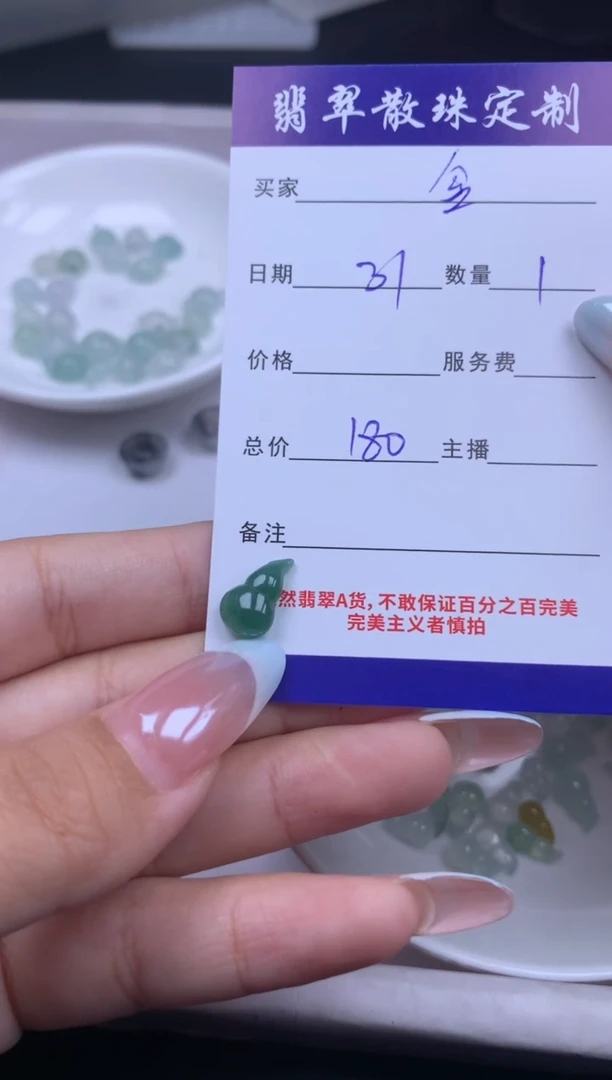 翡翠散珠定制
买家 金
日期 31 数量 1
价格 服务费
总价 180 主播
备注
然翡翠A货,不敢保证百分之百完美
完美主义者慎拍